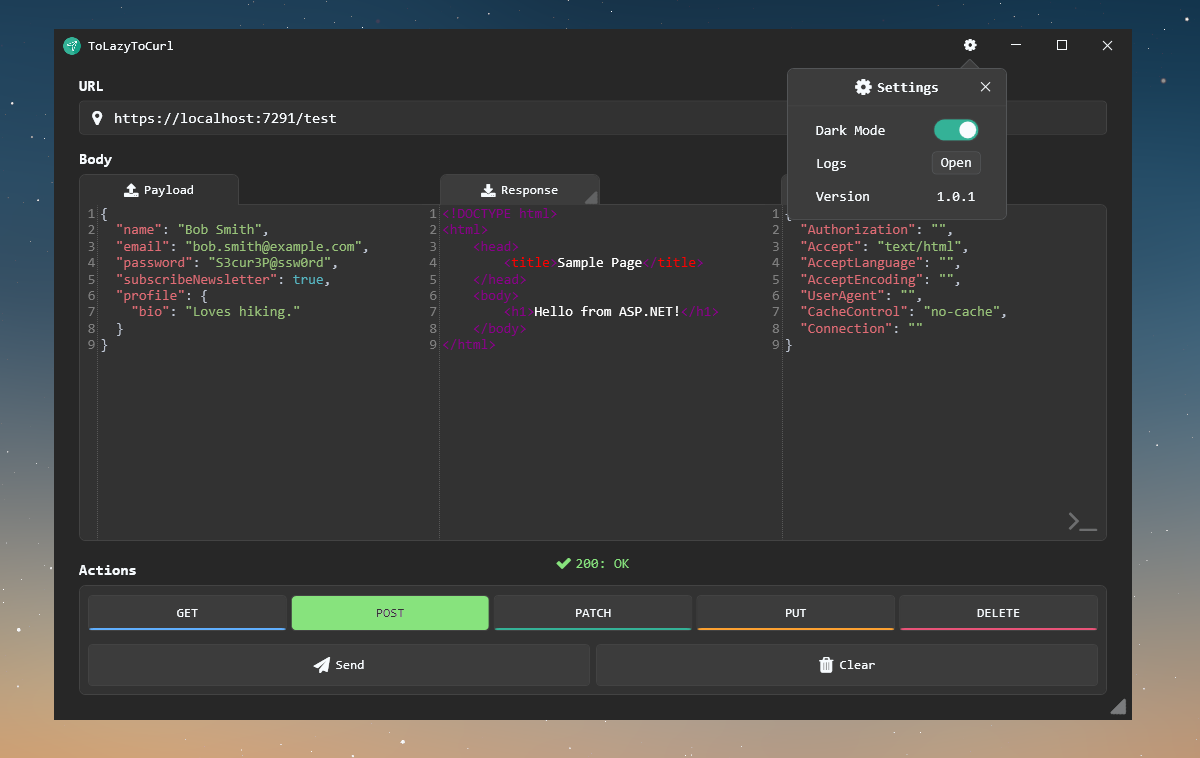 ToLazyToCurl
URL
https://localhost:7291/test
Settings
Dark Mode
Logs Open
Version 1.0.1
Body
Payload
1 {
2   "name": "Bob Smith",
3   "email": "bob.smith@example.com",
4   "password": "S3cur3P@ssw0rd",
5   "subscribeNewsletter": true,
6   "profile": {
7     "bio": "Loves hiking."
8   }
9 }
Response
1 <!DOCTYPE html>
2 <html>
3     <head>
4         <title>Sample Page</title>
5     </head>
6     <body>
7         <h1>Hello from ASP.NET!</h1>
8     </body>
9 </html>
1 {
2   "Authorization": "",
3   "Accept": "text/html",
4   "AcceptLanguage": "",
5   "AcceptEncoding": "",
6   "UserAgent": "",
7   "CacheControl": "no-cache",
8   "Connection": ""
9 }
200: OK
Actions
GET POST PATCH PUT DELETE
Send Clear